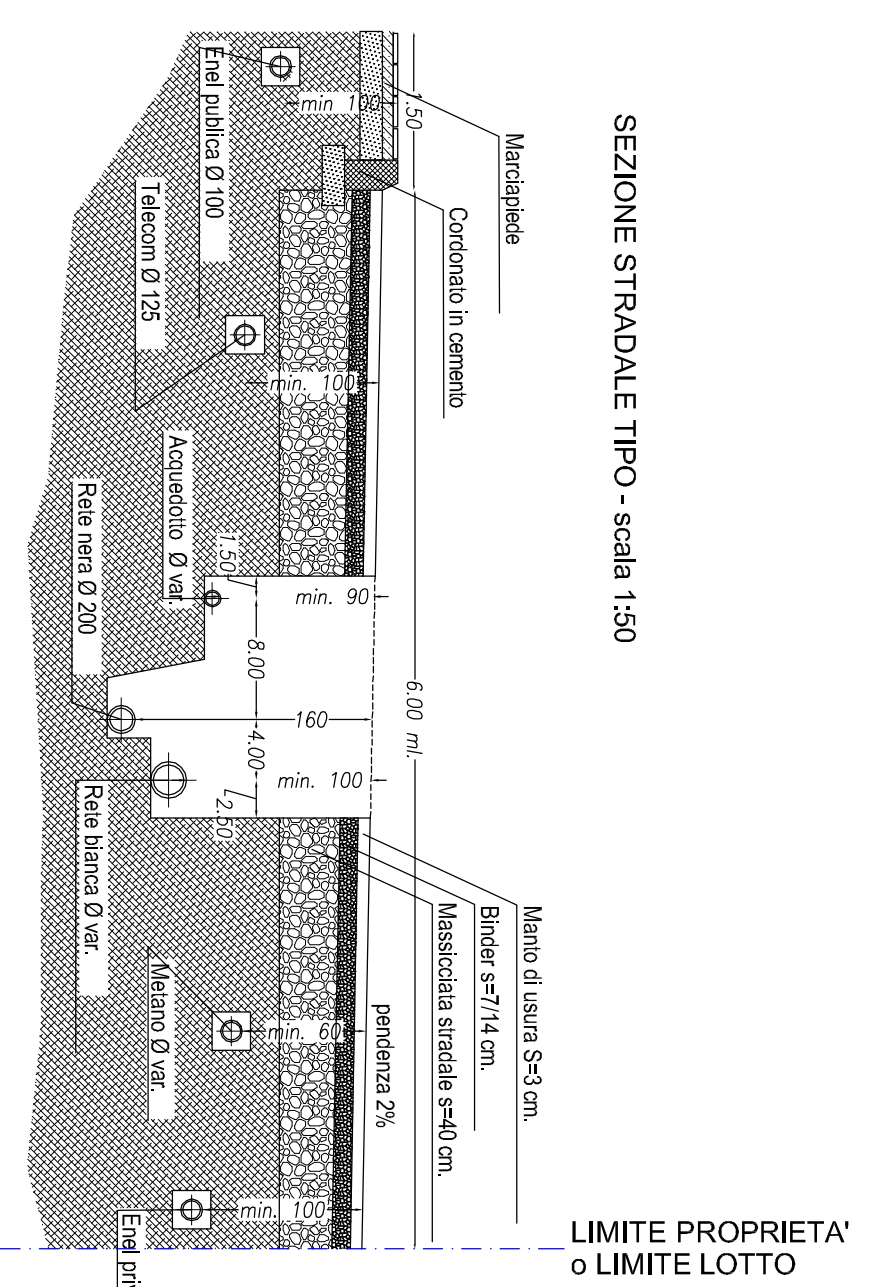 SEZIONE STRADALE TIPO - scala 1:50
Marciapiede
Cordonato in cemento
1.50
min 100
Enel publica Ø 100
Telecom Ø 125
min. 100
Acquedotto Ø var.
Rete nera Ø 200
1.50
min. 90
8.00
6.00 ml.
160
4.00
min. 100
2.50
Rete bianca Ø var.
Manto di usura S=3 cm.
Binder s=7/14 cm.
Massicciata stradale s=40 cm.
pendenza 2%
min. 60
Metano Ø var.
min. 100
Enel priv
LIMITE PROPRIETA'
o LIMITE LOTTO